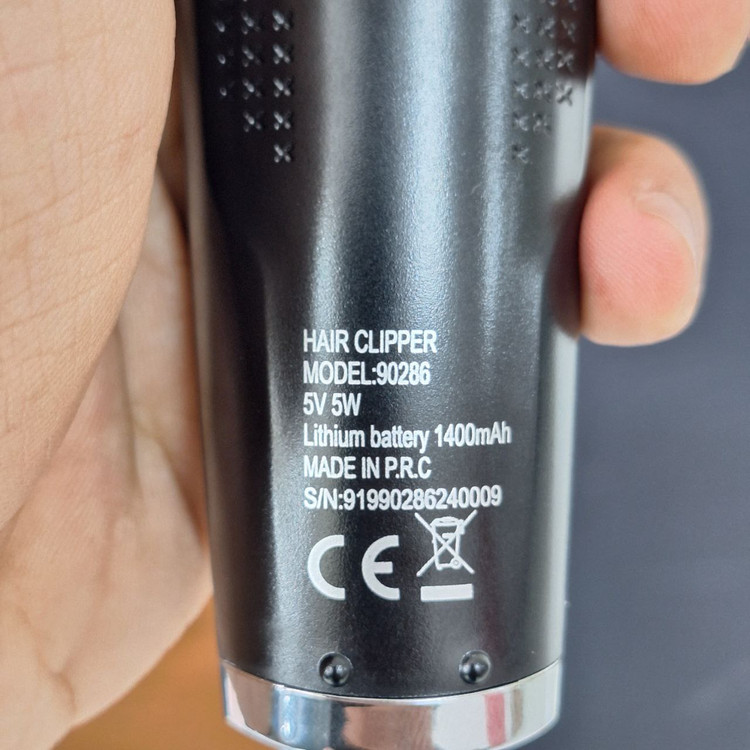 HAIR CLIPPER
MODEL:90286
5V 5W
Lithium battery 1400mAh
MADE IN P.R.C
S/N:91990286240009
CE